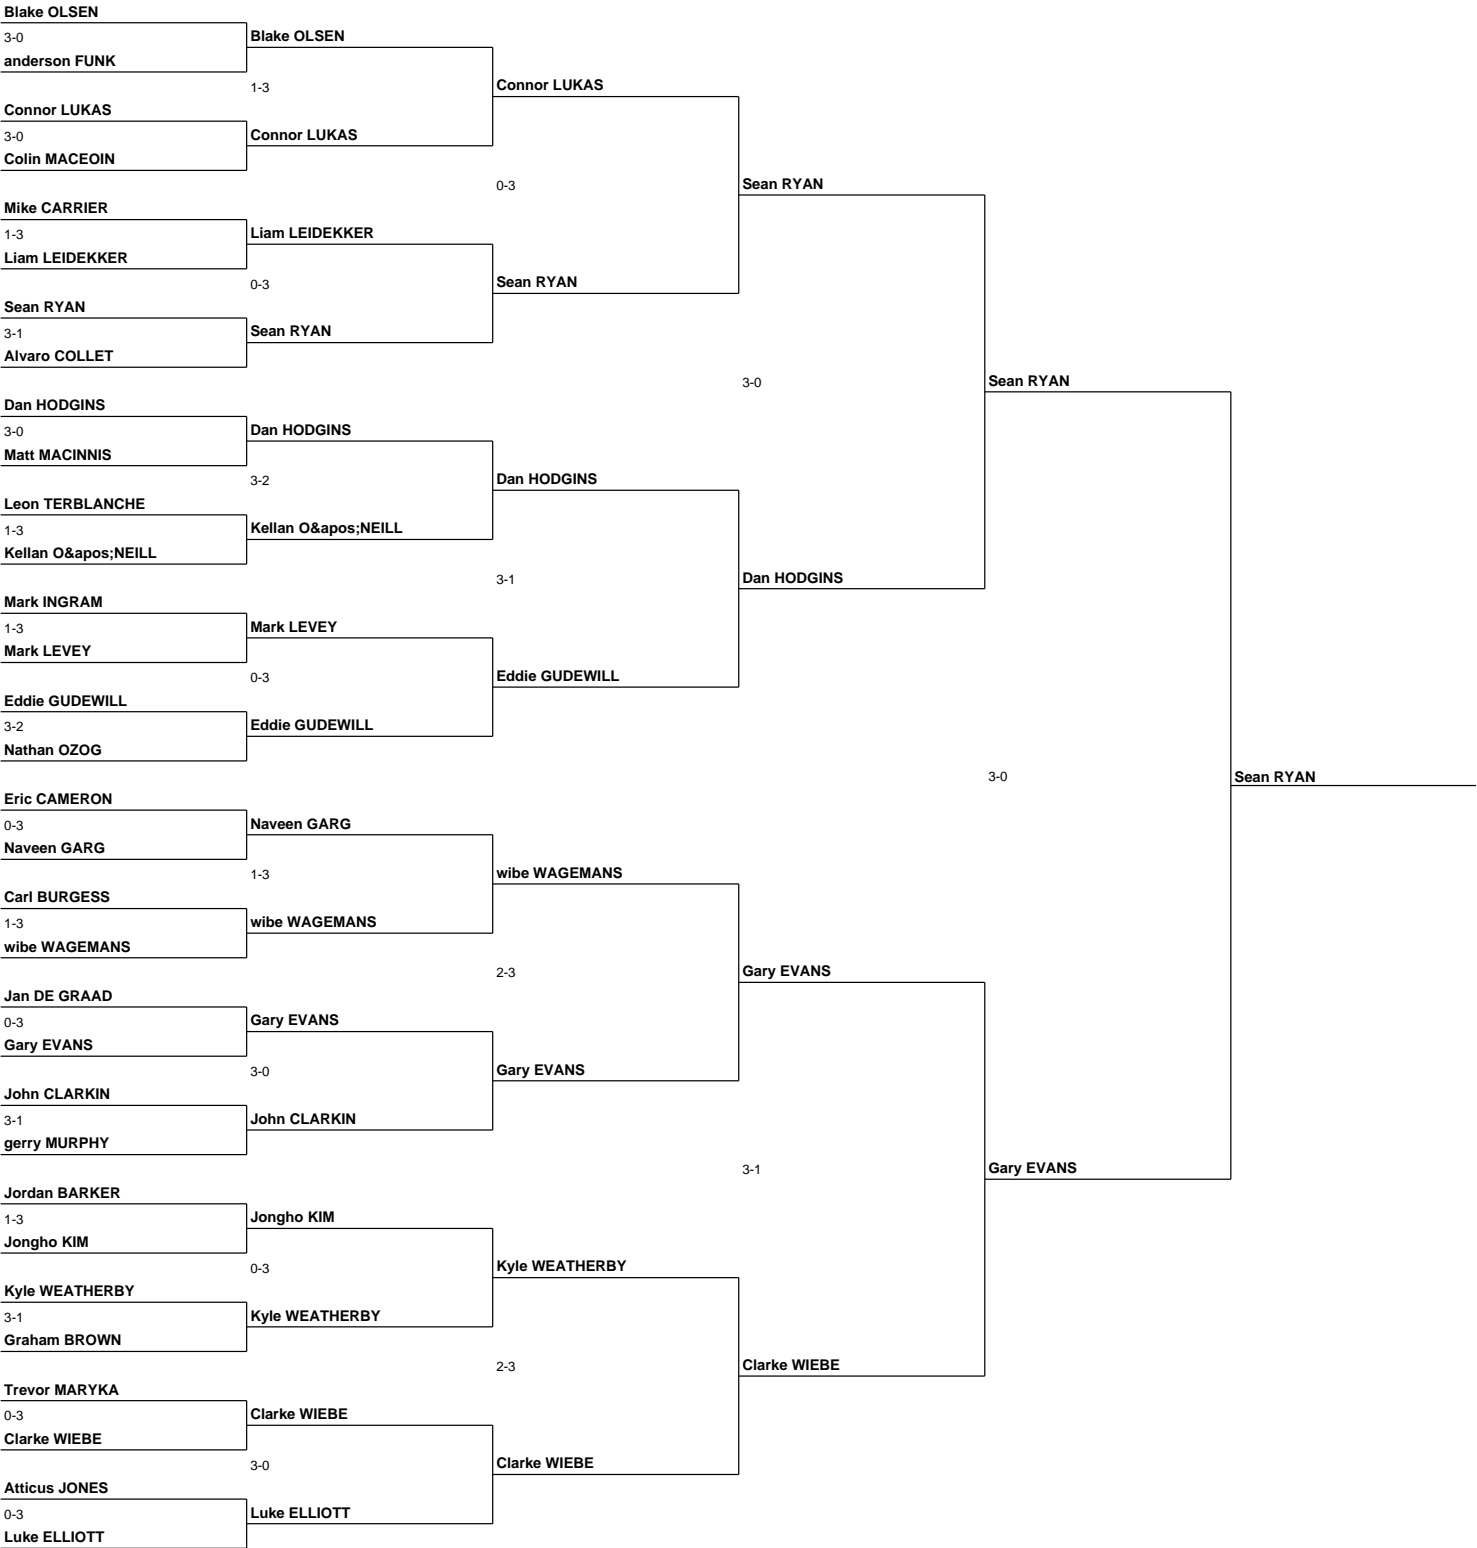 Blake OLSEN
3-0
Blake OLSEN
anderson FUNK
1-3
Connor LUKAS
Connor LUKAS
3-0
Connor LUKAS
Colin MACEOIN
0-3
Sean RYAN
Mike CARRIER
1-3
Liam LEIDEKKER
Liam LEIDEKKER
0-3
Sean RYAN
Sean RYAN
3-1
Sean RYAN
Alvaro COLLET
3-0
Sean RYAN
Dan HODGINS
3-0
Dan HODGINS
Matt MACINNIS
3-2
Dan HODGINS
Leon TERBLANCHE
1-3
Kellan O&apos;NEILL
Kellan O&apos;NEILL
3-1
Dan HODGINS
Mark INGRAM
1-3
Mark LEVEY
Mark LEVEY
0-3
Eddie GUDEWILL
Eddie GUDEWILL
3-2
Eddie GUDEWILL
Nathan OZOG
3-0
Sean RYAN
Eric CAMERON
0-3
Naveen GARG
Naveen GARG
1-3
wibe WAGEMANS
Carl BURGESS
1-3
wibe WAGEMANS
wibe WAGEMANS
2-3
Gary EVANS
Jan DE GRAAD
0-3
Gary EVANS
Gary EVANS
3-0
Gary EVANS
John CLARKIN
3-1
John CLARKIN
gerry MURPHY
3-1
Gary EVANS
Jordan BARKER
1-3
Jongho KIM
Jongho KIM
0-3
Kyle WEATHERBY
Kyle WEATHERBY
3-1
Kyle WEATHERBY
Graham BROWN
2-3
Clarke WIEBE
Trevor MARYKA
0-3
Clarke WIEBE
Clarke WIEBE
3-0
Clarke WIEBE
Atticus JONES
0-3
Luke ELLIOTT
Luke ELLIOTT